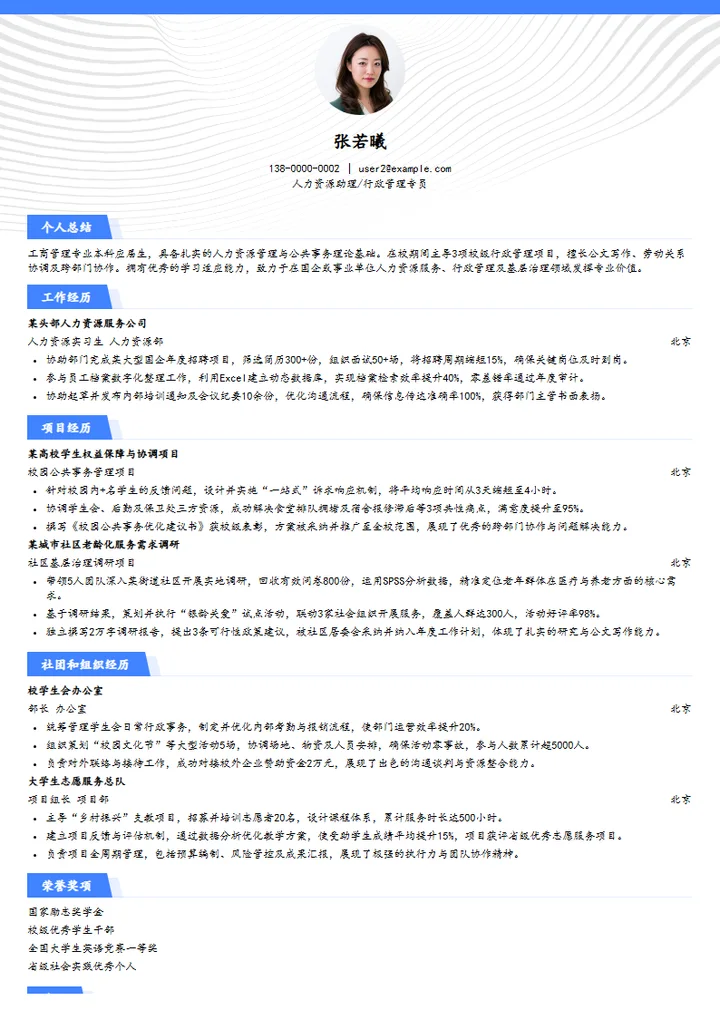 张若曦
138-0000-0002 | user2@example.com
人力资源助理/行政管理专员
个人总结
工商管理专业本科应届生，具备扎实的人力资源管理与公共事务理论基础。在校期间主导3项校级行政管理项目，擅长公文写作、劳动关系
协调及跨部门协作。拥有优秀的学习适应能力，致力于在国企或事业单位人力资源服务、行政管理及基层治理领域发挥专业价值。
工作经历
某头部人力资源服务公司
人力资源实习生 人力资源部 北京
• 协助部门完成某大型国企年度招聘项目，筛选简历300+份，组织面试50+场，将招聘周期缩短15%，确保关键岗位及时到岗。
• 参与员工档案数字化整理工作，利用Excel建立动态数据库，实现档案检索效率提升40%，零差错率通过年度审计。
• 协助起草并发布内部培训通知及会议纪要10余份，优化沟通流程，确保信息传达准确率100%，获得部门主管书面表扬。
项目经历
某高校学生权益保障与协调项目
校园公共事务管理项目 北京
• 针对校园内+名学生的反馈问题，设计并实施“一站式”诉求响应机制，将平均响应时间从3天缩短至4小时。
• 协调学生会、后勤及保卫处三方资源，成功解决食堂排队拥堵及宿舍报修滞后等3项共性痛点，满意度提升至95%。
• 撰写《校园公共事务优化建议书》获校级表彰，方案被采纳并推广至全校范围，展现了优秀的跨部门协作与问题解决能力。
某城市社区老龄化服务需求调研
社区基层治理调研项目 北京
• 带领5人团队深入某街道社区开展实地调研，回收有效问卷800份，运用SPSS分析数据，精准定位老年群体在医疗与养老方面的核心需
求。
• 基于调研结果，策划并执行“银龄关爱”试点活动，联动3家社会组织开展服务，覆盖人群达300人，活动好评率98%。
• 独立撰写2万字调研报告，提出3条可行性政策建议，被社区居委会采纳并纳入年度工作计划，体现了扎实的研究与公文写作能力。
社团和组织经历
校学生会办公室
部长 办公室 北京
• 统筹管理学生会日常行政事务，制定并优化内部考勤与报销流程，使部门运营效率提升20%。
• 组织策划“校园文化节”等大型活动5场，协调场地、物资及人员安排，确保活动零事故，参与人数累计超5000人。
• 负责对外联络与接待工作，成功对接校外企业赞助资金2万元，展现了出色的沟通谈判与资源整合能力。
大学生志愿服务总队
项目组长 项目部 北京
• 主导“乡村振兴”支教项目，招募并培训志愿者20名，设计课程体系，累计服务时长达500小时。
• 建立项目反馈与评估机制，通过数据分析优化教学方案，使受助学生成绩平均提升15%，项目获评省级优秀志愿服务项目。
• 负责项目全周期管理，包括预算编制、风险管控及成果汇报，展现了极强的执行力与团队协作精神。
荣誉奖项
国家励志奖学金
校级优秀学生干部
全国大学生英语竞赛一等奖
省级社会实践优秀个人